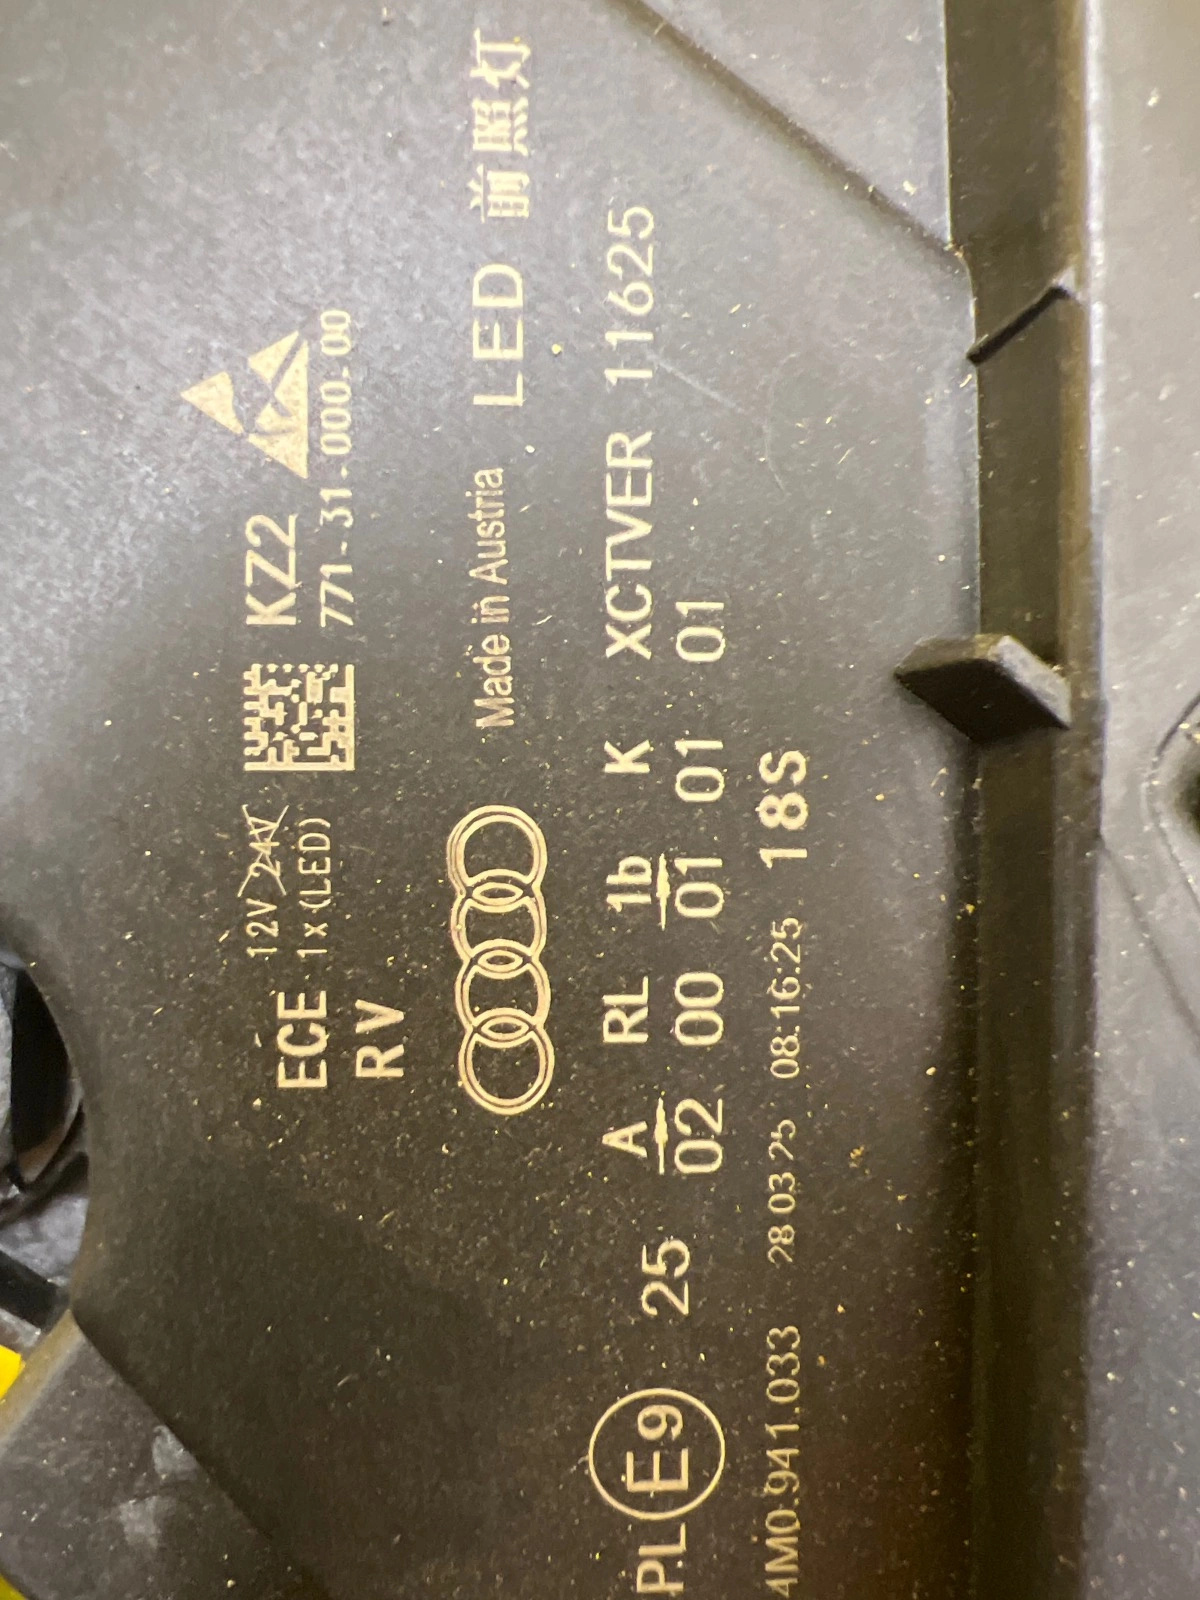 12V 24V KZ2
ECE 1x(LED) 771-31-000-00
RV
Made in Austria LED 前照灯
A RL 1b K XCTVER 11625
PL E9 25 02 00 01 01 01
4M0.941.033 28 03 25 08:16:25 18S